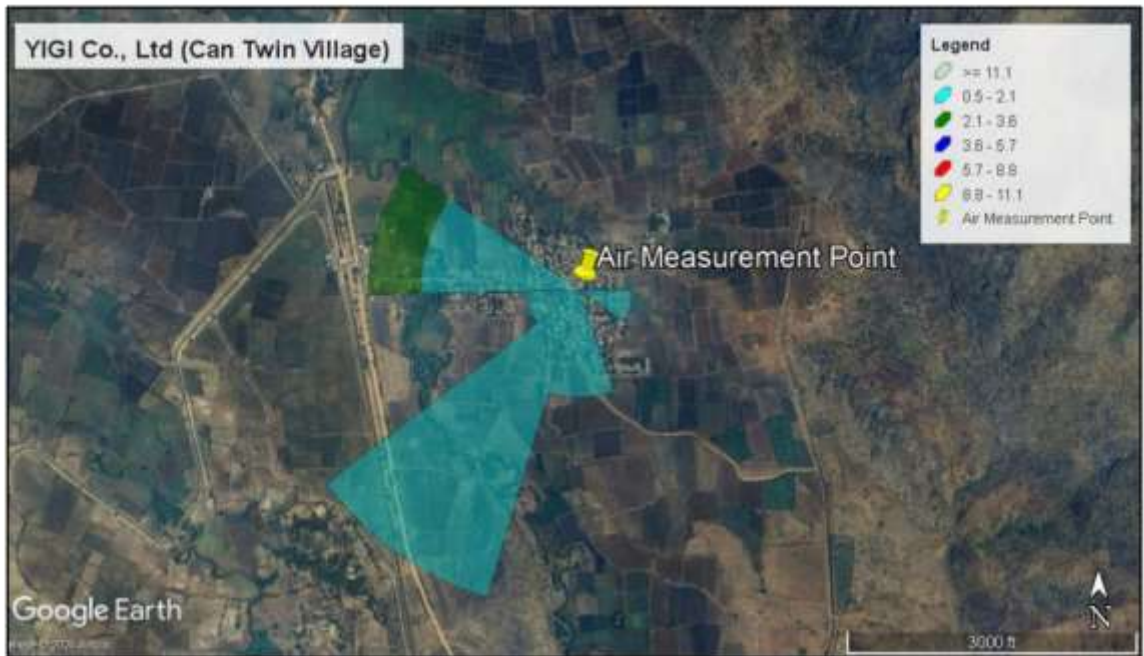 YIGI Co., Ltd (Can Twin Village)
Legend
>= 11.1
0.5 - 2.1
2.1 - 3.6
3.6 - 5.7
5.7 - 8.8
8.8 - 11.1
Air Measurement Point
Air Measurement Point
Google Earth
N
3000 ft